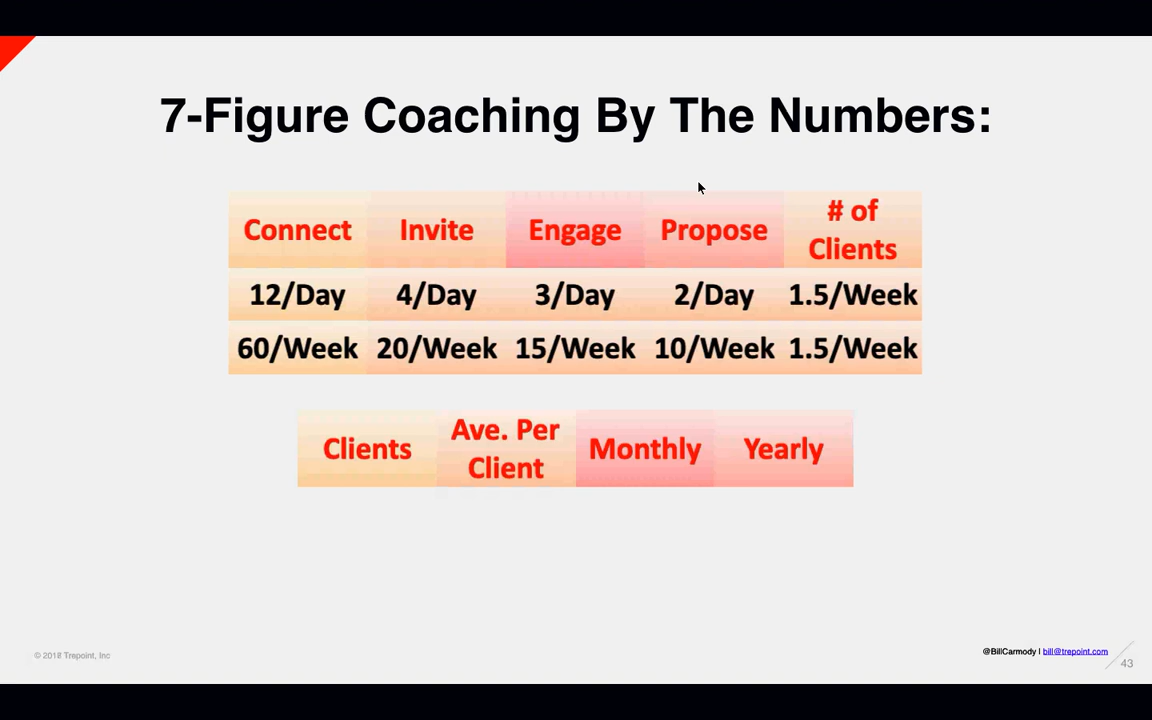 7-Figure Coaching By The Numbers:
Connect Invite Engage Propose # of Clients
12/Day 4/Day 3/Day 2/Day 1.5/Week
60/Week 20/Week 15/Week 10/Week 1.5/Week
Clients Ave. Per Client Monthly Yearly
© 2018 Trepoint, Inc
@BillCarmody | bill@trepoint.com
43